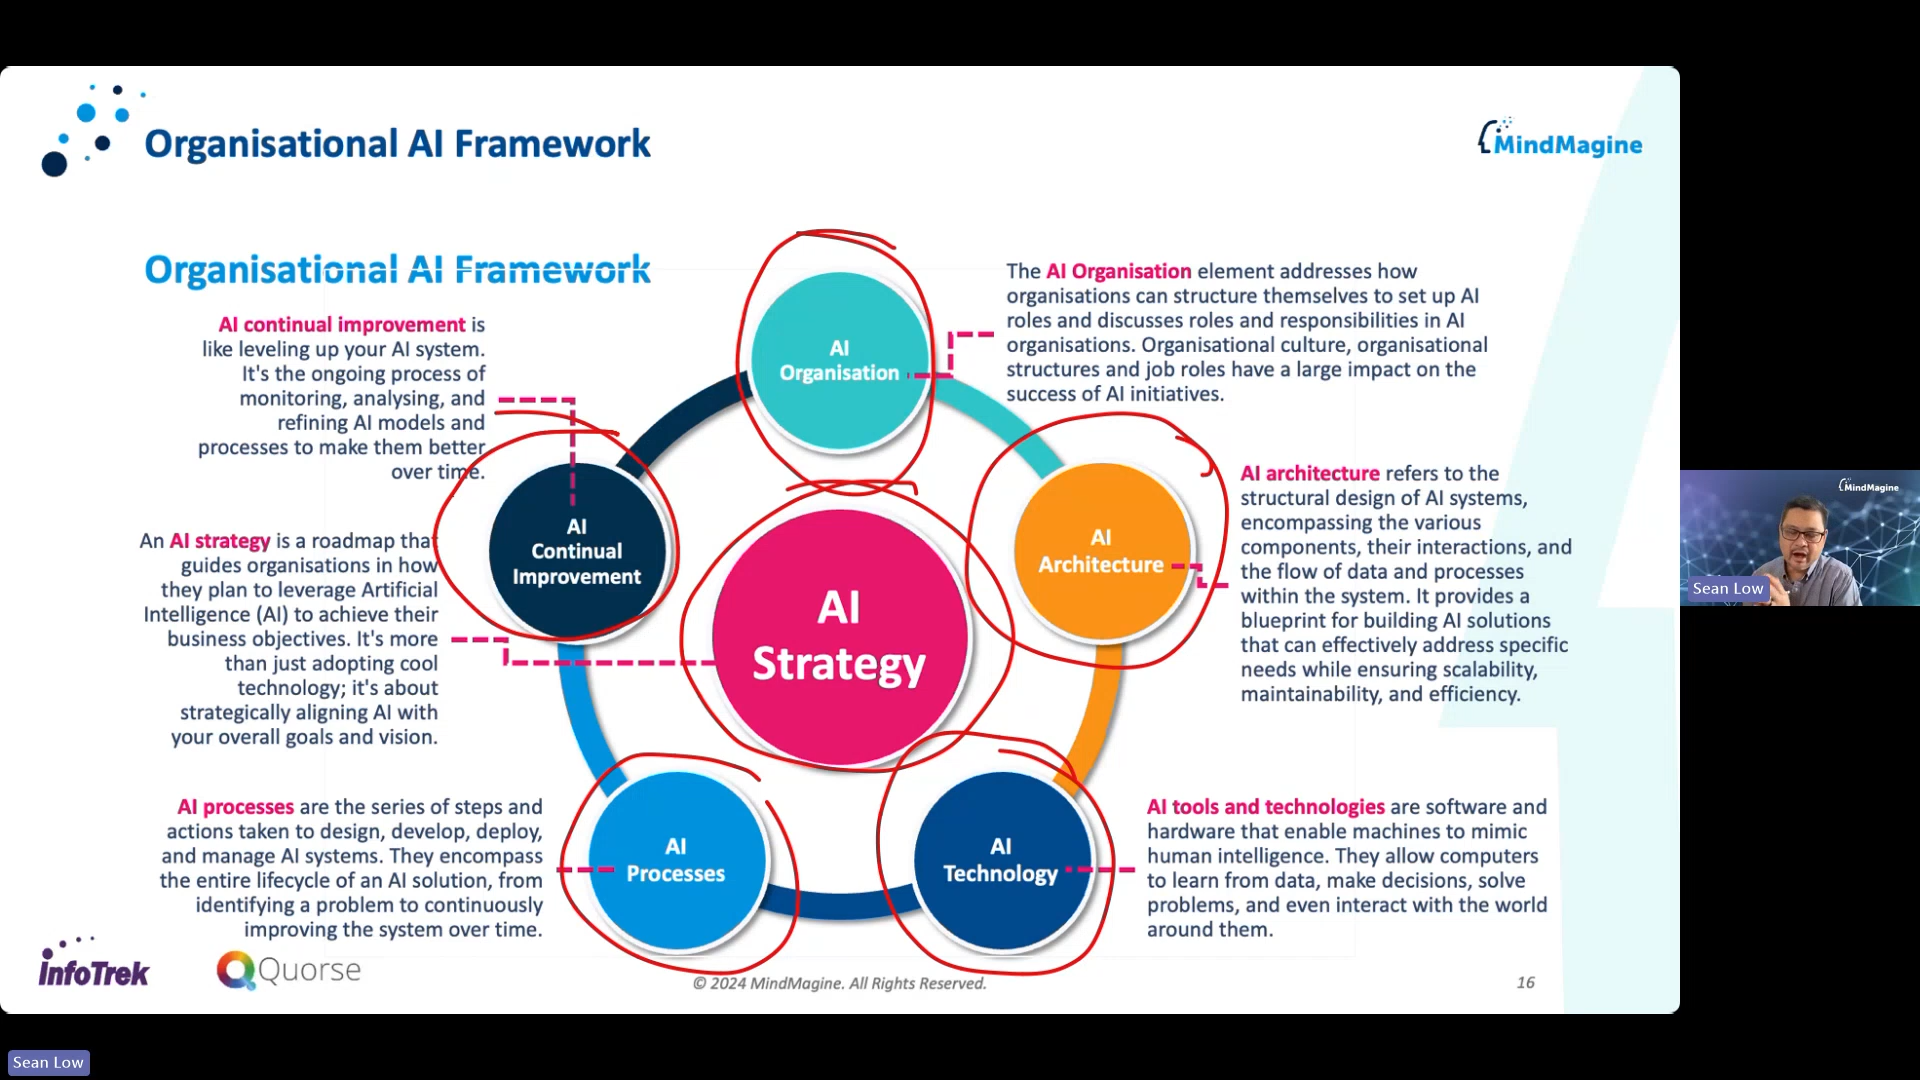 Organisational AI Framework
MindMagine
Organisational AI Framework
AI continual improvement is
like leveling up your AI system.
It's the ongoing process of
monitoring, analysing, and
refining AI models and
processes to make them better
over time.
An AI strategy is a roadmap that
guides organisations in how
they plan to leverage Artificial
Intelligence (AI) to achieve their
business objectives. It's more
than just adopting cool
technology; it's about
strategically aligning AI with
your overall goals and vision.
AI processes are the series of steps and
actions taken to design, develop, deploy,
and manage AI systems. They encompass
the entire lifecycle of an AI solution, from
identifying a problem to continuously
improving the system over time.
AI
Organisation
AI
Continual
Improvement
AI
Strategy
AI
Architecture
AI
Processes
AI
Technology
The AI Organisation element addresses how
organisations can structure themselves to set up AI
roles and discusses roles and responsibilities in AI
organisations. Organisational culture, organisational
structures and job roles have a large impact on the
success of AI initiatives.
AI architecture refers to the
structural design of AI systems,
encompassing the various
components, their interactions, and
the flow of data and processes
within the system. It provides a
blueprint for building AI solutions
that can effectively address specific
needs while ensuring scalability,
maintainability, and efficiency.
AI tools and technologies are software and
hardware that enable machines to mimic
human intelligence. They allow computers
to learn from data, make decisions, solve
problems, and even interact with the world
around them.
InfoTrek
Quorse
© 2024 MindMagine. All Rights Reserved.
16
MindMagine
Sean Low
Sean Low